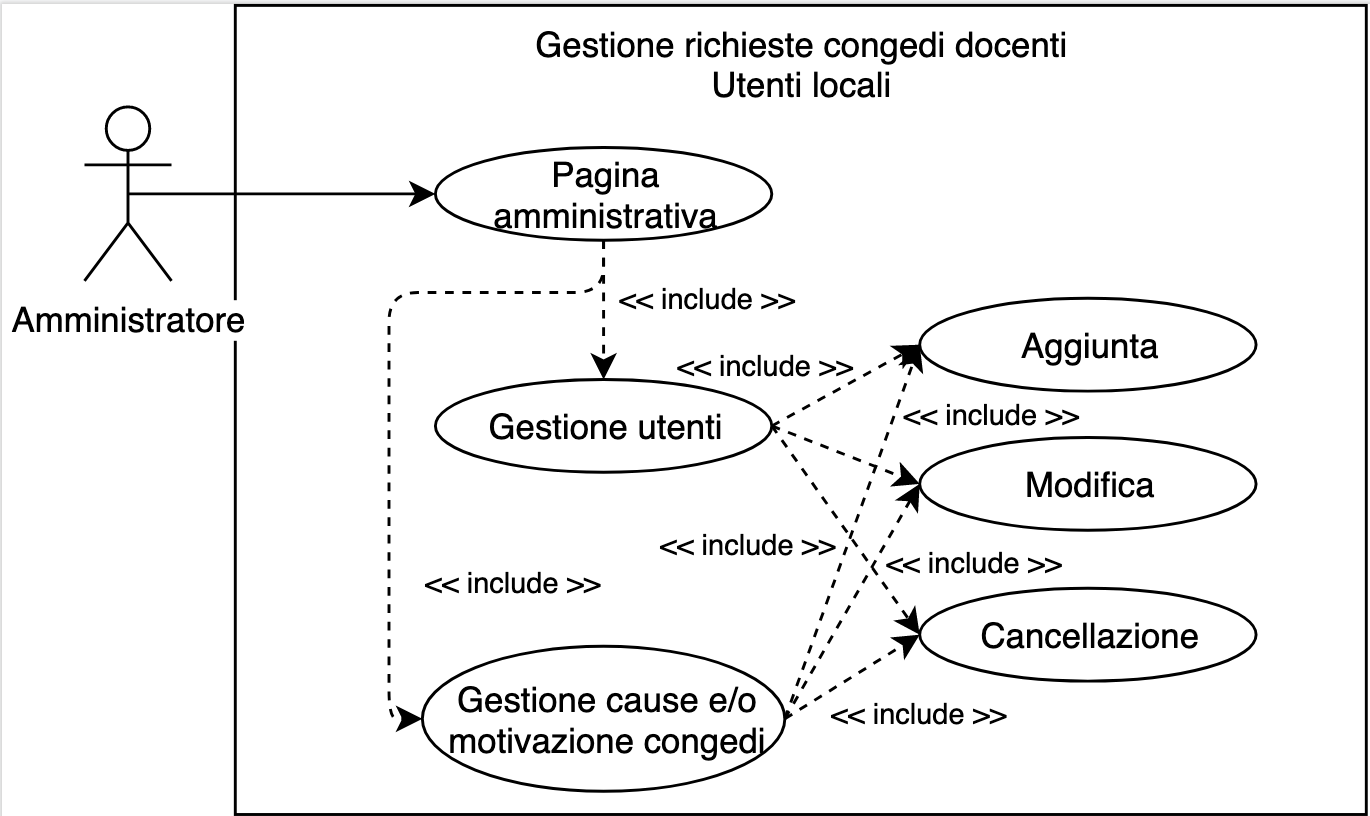 Gestione richieste congedi docenti
Utenti locali
Pagina
amministrativa
Amministratore
<< include >>
<< include >>
Aggiunta
Gestione utenti
<< include >>
Modifica
<< include >>
<< include >>
<< include >>
Cancellazione
Gestione cause e/o
motivazione congedi
<< include >>